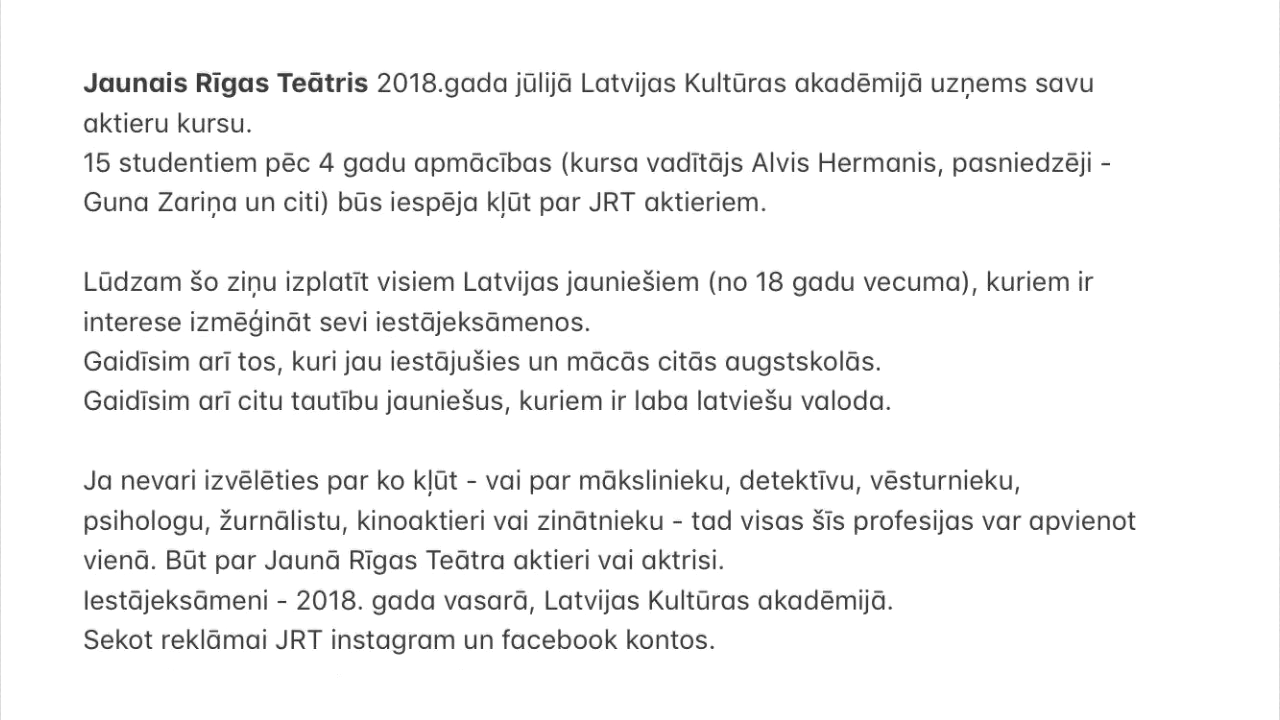 Jaunais Rīgas Teātris 2018.gada jūlijā Latvijas Kultūras akadēmijā uzņems savu
aktieru kursu.
15 studentiem pēc 4 gadu apmācības (kursa vadītājs Alvis Hermanis, pasniedzēji -
Guna Zariņa un citi) būs iespēja kļūt par JRT aktieriem.
Lūdzam šo ziņu izplatīt visiem Latvijas jauniešiem (no 18 gadu vecuma), kuriem ir
interese izmēģināt sevi iestājeksāmenos.
Gaidīsim arī tos, kuri jau iestājušies un mācās citās augstskolās.
Gaidīsim arī citu tautību jauniešus, kuriem ir laba latviešu valoda.
Ja nevari izvēlēties par ko kļūt - vai par mākslinieku, detektīvu, vēsturnieku,
psihologu, žurnālistu, kinoaktieri vai zinātnieku - tad visas šīs profesijas var apvienot
vienā. Būt par Jaunā Rīgas Teātra aktieri vai aktrisi.
Iestājeksāmeni - 2018. gada vasarā, Latvijas Kultūras akadēmijā.
Sekot reklāmai JRT instagram un facebook kontos.